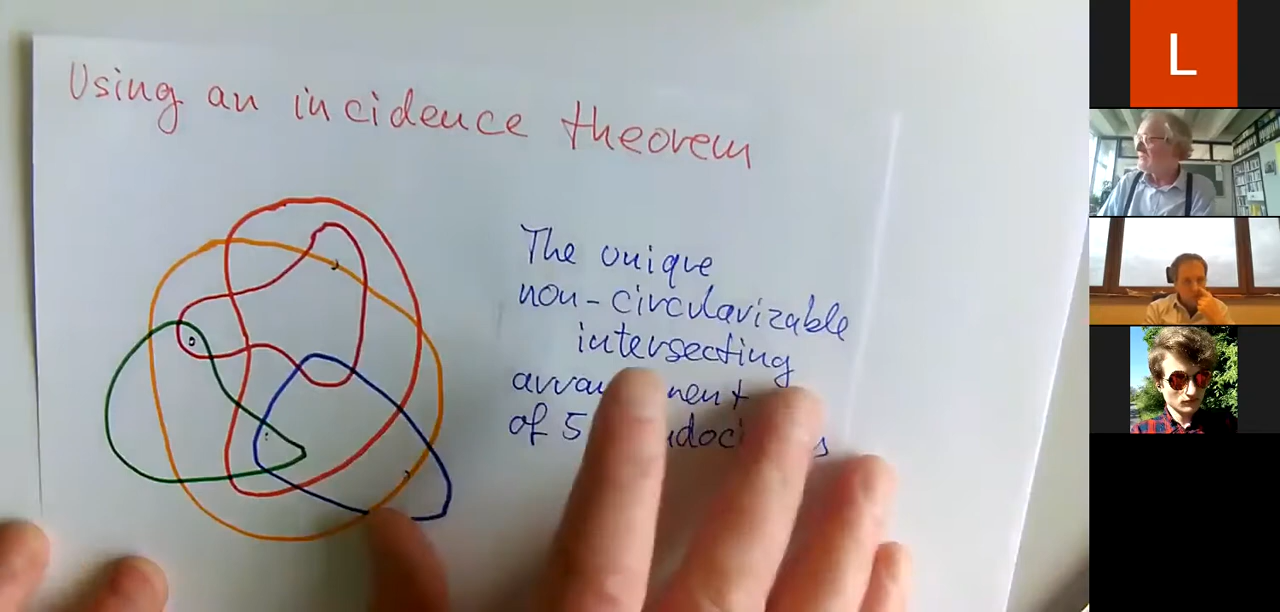 Using an incidence theorem
The unique
non-circularizable
intersecting
of 5
L